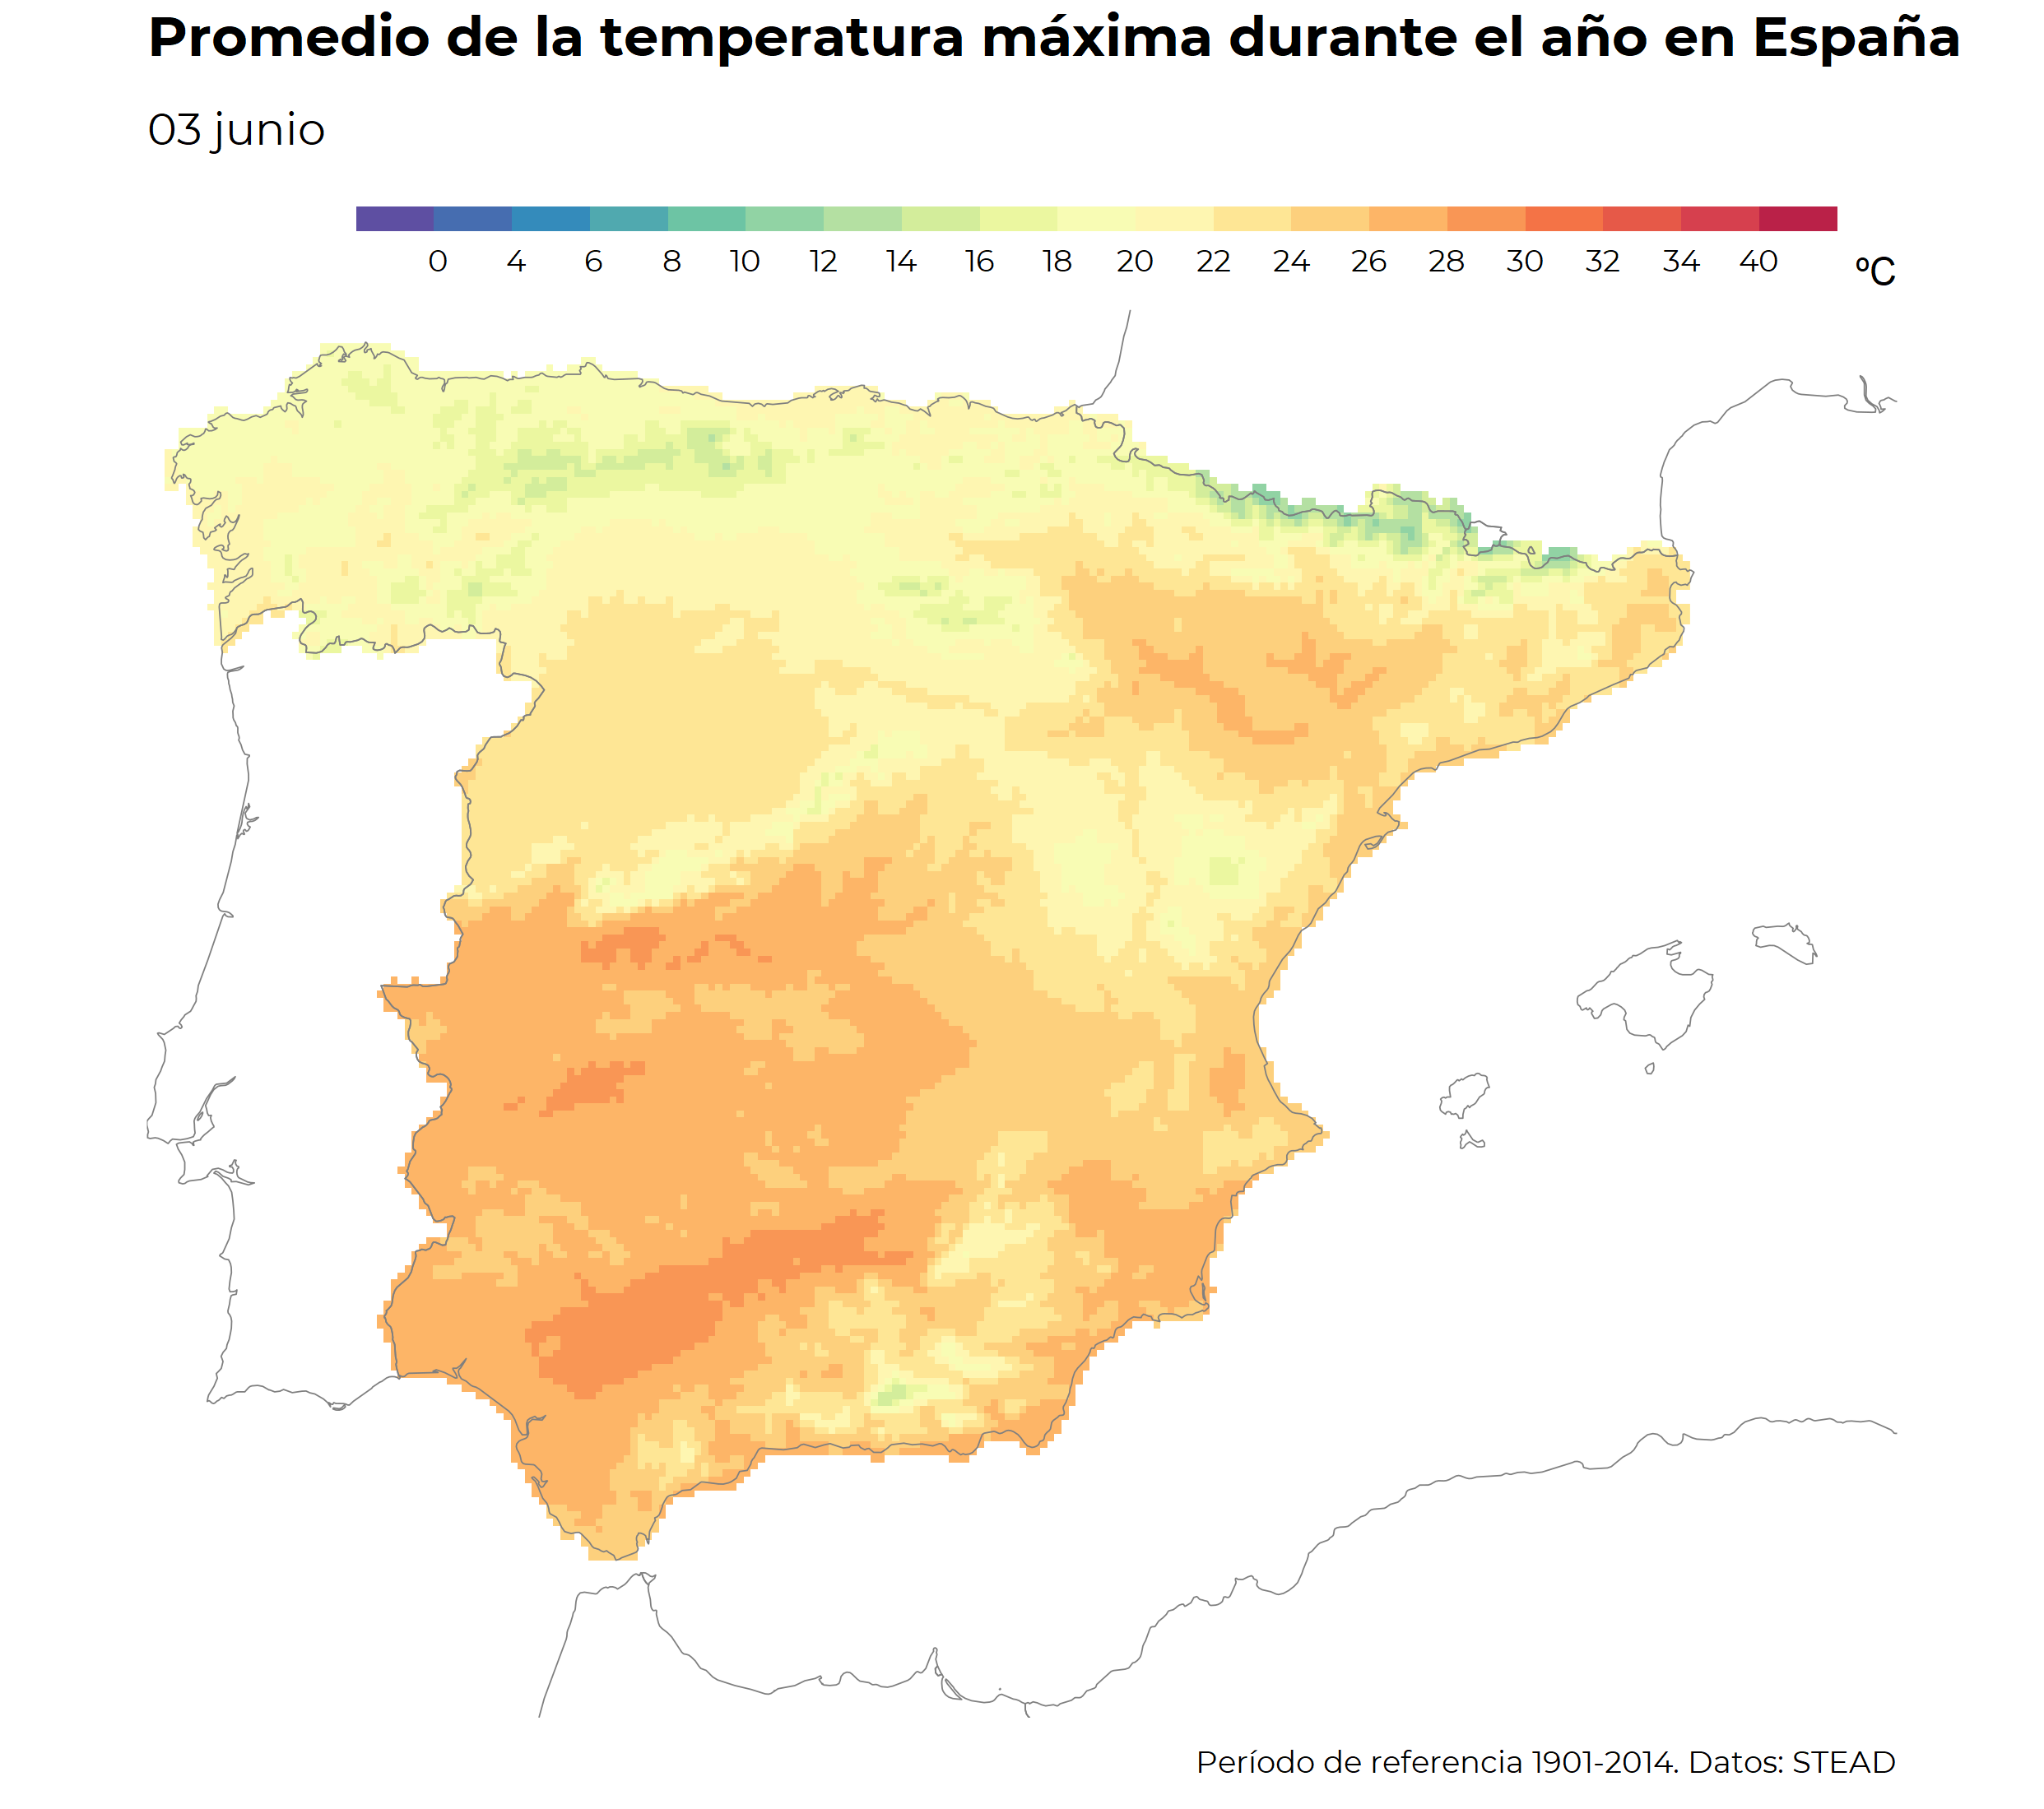 Promedio de la temperatura máxima durante el año en España
03 junio
0 4 6 8 10 12 14 16 18 20 22 24 26 28 30 32 34 40 ºC
Período de referencia 1901-2014. Datos: STEAD